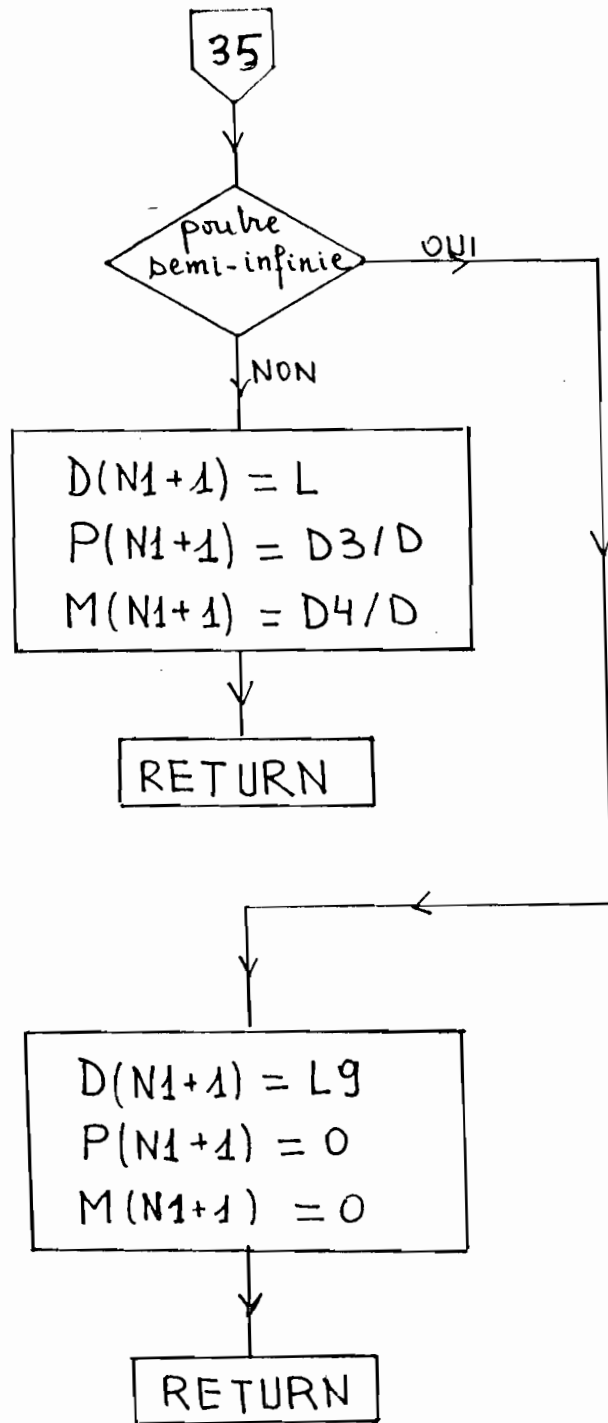 35
poutre
semi-infinie
OUI
NON
D(N1+1) = L
P(N1+1) = D3/D
M(N1+1) = D4/D
RETURN
D(N1+1) = L9
P(N1+1) = 0
M(N1+1) = 0
RETURN